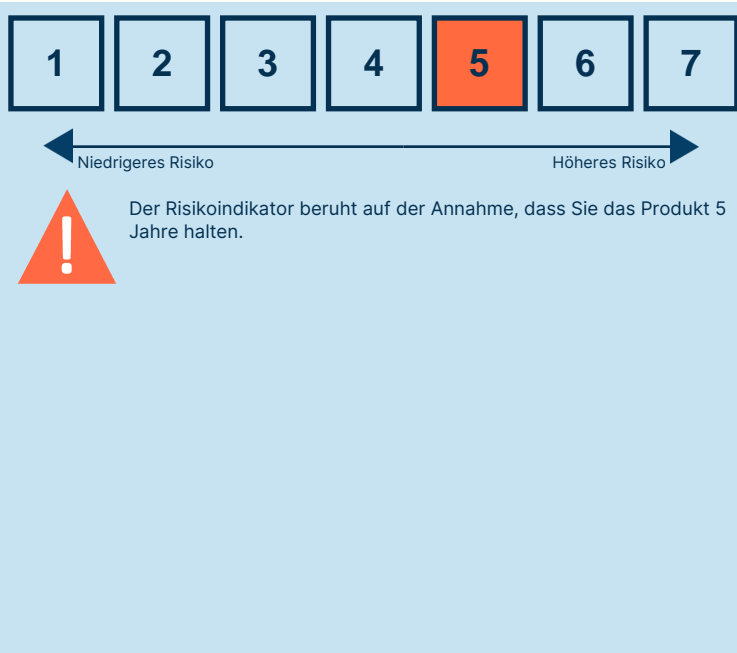 1 2 3 4 5 6 7
Niedrigeres Risiko Höheres Risiko
Der Risikoindikator beruht auf der Annahme, dass Sie das Produkt 5
Jahre halten.
!